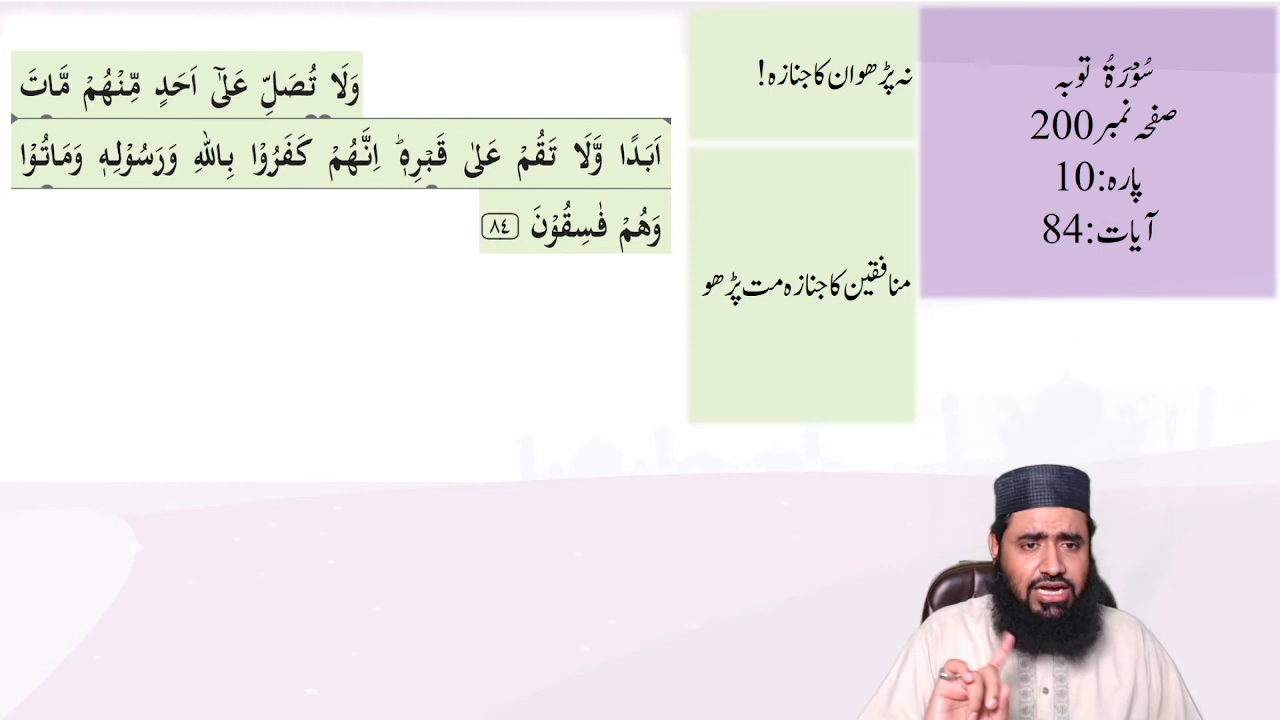 سُوْرَۃُ توبہ
صفحہ نمبر 200
پارہ:10
آیات:84
نہ پڑھو ان کا جنازہ!
منافقین کا جنازہ مت پڑھو
وَلَا تُصَلِّ عَلٰٓى اَحَدٍ مِّنْهُمْ مَّاتَ
اَبَدًا وَّلَا تَقُمْ عَلٰى قَبْرِهٖ ؕ اِنَّهُمْ كَفَرُوْا بِاللّٰهِ وَرَسُوْلِهٖ وَمَاتُوْا
وَهُمْ فٰسِقُوْنَ ٨٤